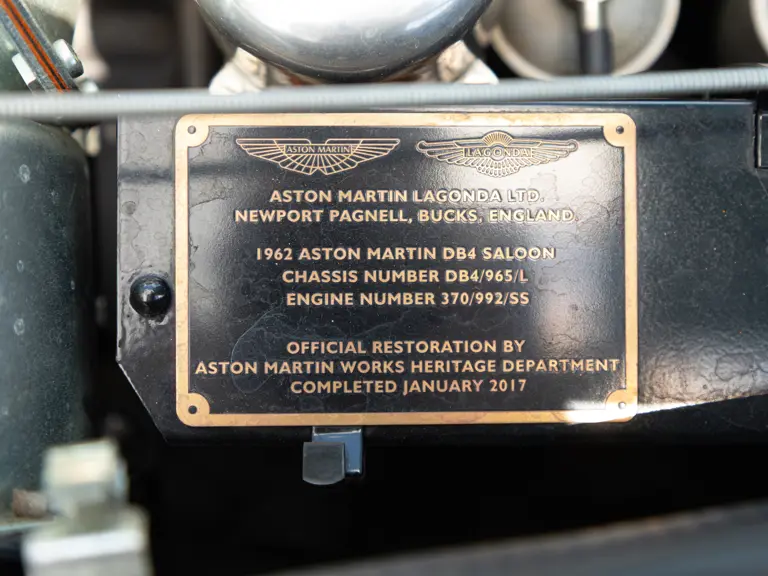 ASTON MARTIN
LAGONDA
ASTON MARTIN LAGONDA LTD.
NEWPORT PAGNELL, BUCKS, ENGLAND
1962 ASTON MARTIN DB4 SALOON
CHASSIS NUMBER DB4/965/L
ENGINE NUMBER 370/992/SS
OFFICIAL RESTORATION BY
ASTON MARTIN WORKS HERITAGE DEPARTMENT
COMPLETED JANUARY 2017